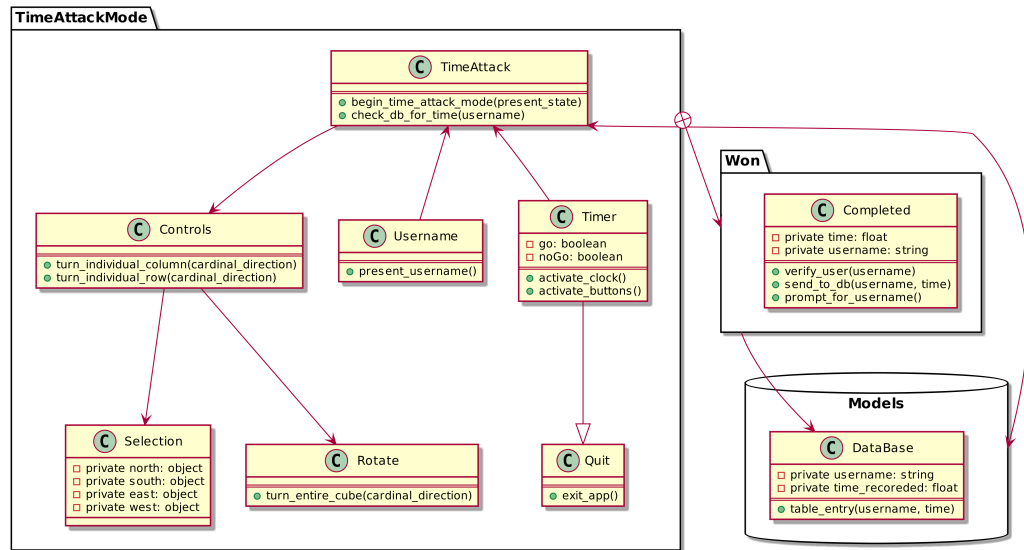 TimeAttackMode
C TimeAttack
begin_time_attack_mode(present_state)
check_db_for_time(username)
Won
C Completed
private time: float
private username: string
verify_user(username)
send_to_db(username, time)
prompt_for_username()
C Controls
turn_individual_column(cardinal_direction)
turn_individual_row(cardinal_direction)
C Username
present_username()
C Timer
go: boolean
noGo: boolean
activate_clock()
activate_buttons()
C Selection
private north: object
private south: object
private east: object
private west: object
C Rotate
turn_entire_cube(cardinal_direction)
C Quit
exit_app()
Models
C DataBase
private username: string
private time_recoreded: float
table_entry(username, time)